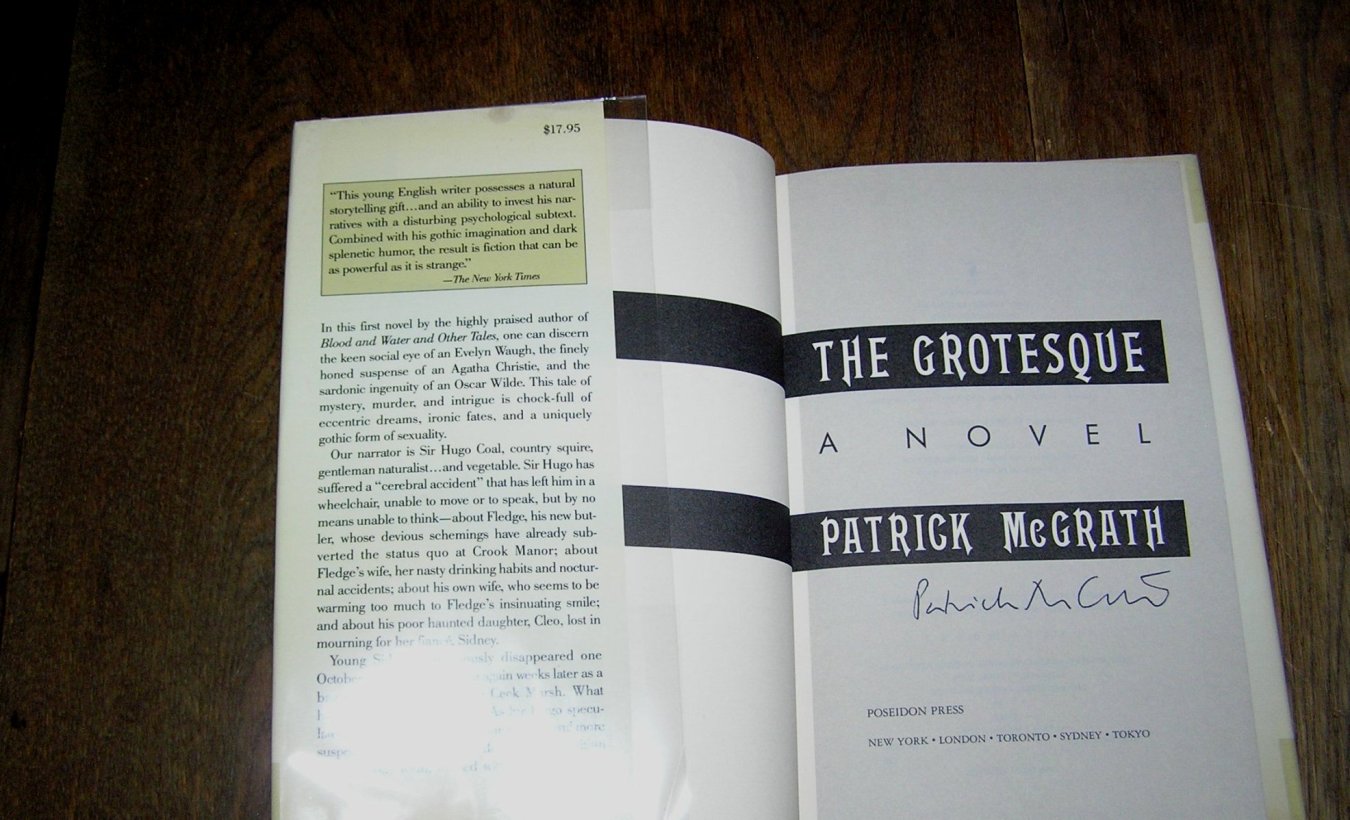 $17.95
“This young English writer possesses a natural
storytelling gift...and an ability to invest his nar-
ratives with a disturbing psychological subtext.
Combined with his gothic imagination and dark
splenetic humor, the result is fiction that can be
as powerful as it is strange.”
—The New York Times
In this first novel by the highly praised author of
Blood and Water and Other Tales, one can discern
the keen social eye of an Evelyn Waugh, the finely
honed suspense of an Agatha Christie, and the
sardonic ingenuity of an Oscar Wilde. This tale of
mystery, murder, and intrigue is chock-full of
eccentric dreams, ironic fates, and a uniquely
gothic form of sexuality.
Our narrator is Sir Hugo Coal, country squire,
gentleman naturalist...and vegetable. Sir Hugo has
suffered a “cerebral accident” that has left him in a
wheelchair, unable to move or to speak, but by no
means unable to think—about Fledge, his new but-
ler, whose devious schemings have already sub-
verted the status quo at Crook Manor; about
Fledge’s wife, her nasty drinking habits and noctur-
nal accidents; about his own wife, who seems to be
warming too much to Fledge’s insinuating smile;
and about his poor haunted daughter, Cleo, lost in
mourning for her fiancé, Sidney.
Young disappeared one
weeks later as a
Marsh. What
specu-
more
THE GROTESQUE
A NOVEL
PATRICK McGRATH
Patrick McGrath
POSEIDON PRESS
NEW YORK • LONDON • TORONTO • SYDNEY • TOKYO